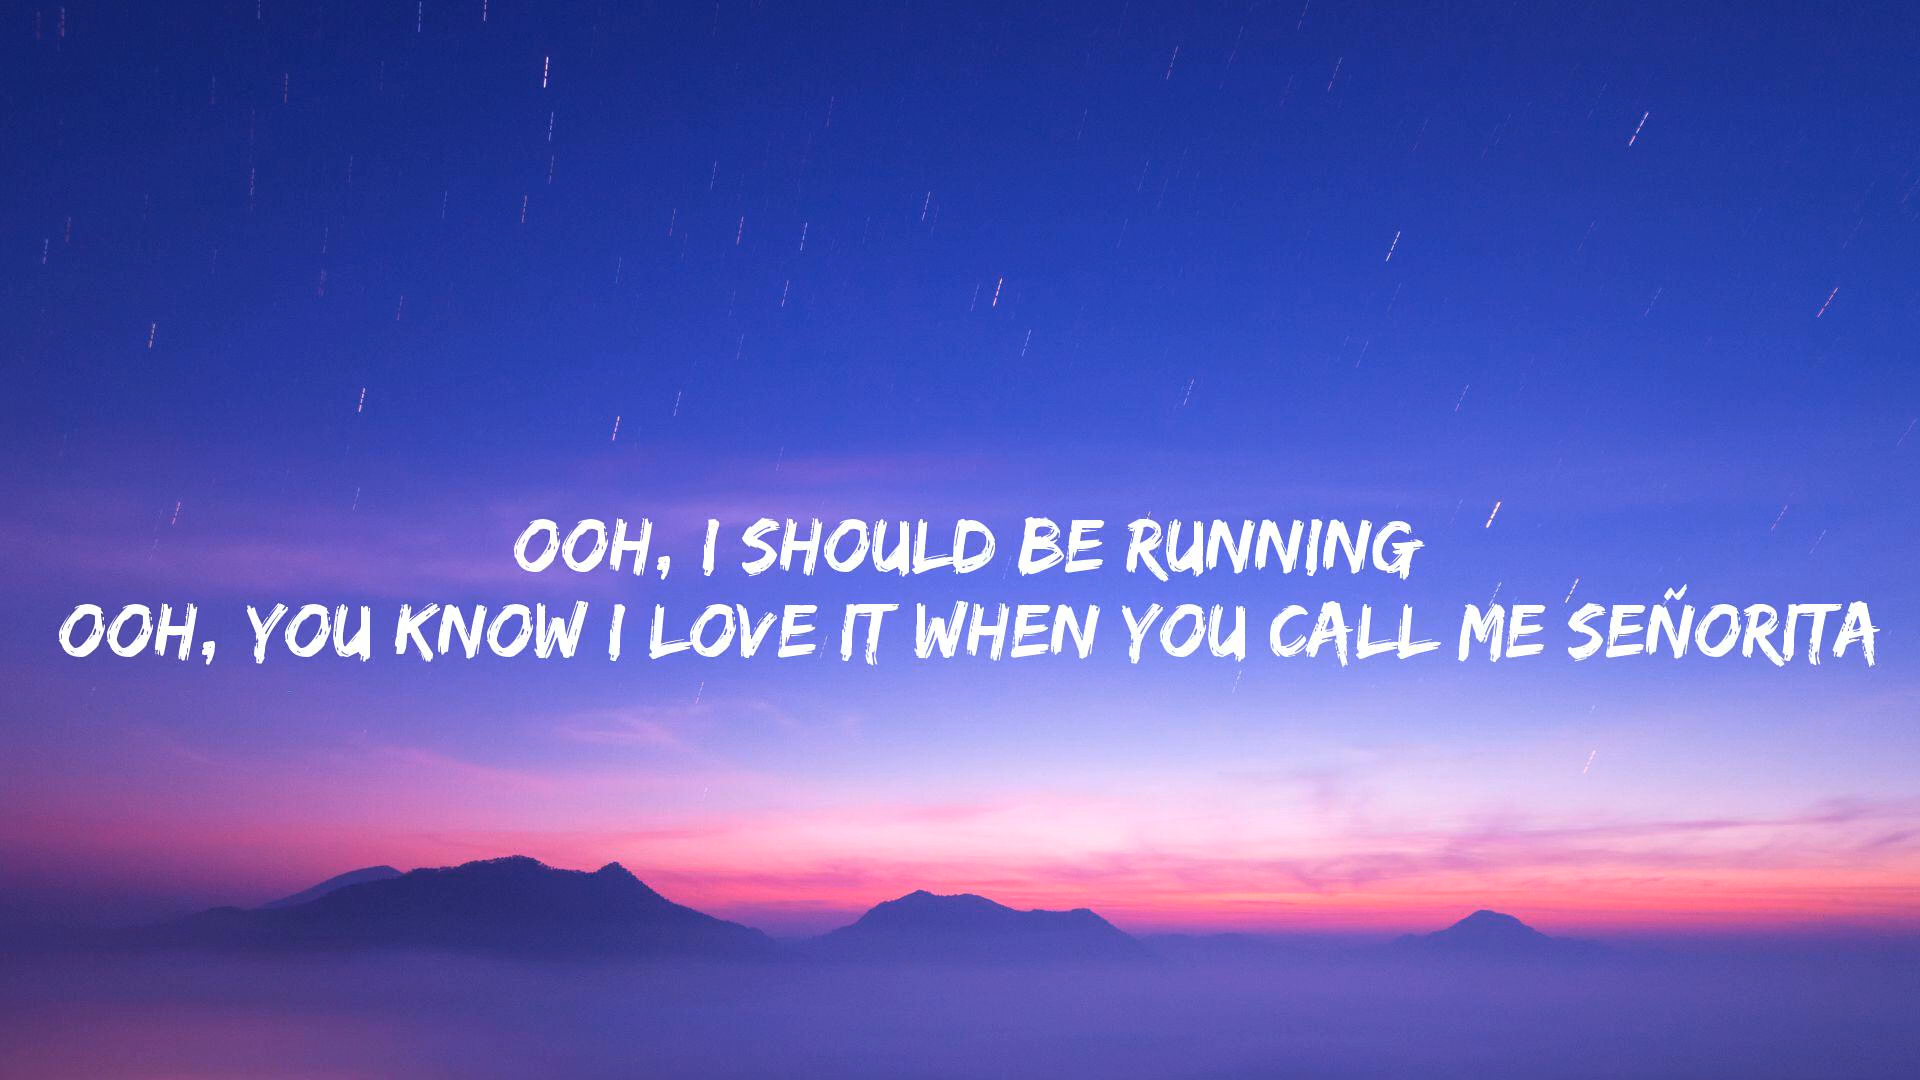 OOH, I SHOULD BE RUNNING
OOH, YOU KNOW I LOVE IT WHEN YOU CALL ME SEÑORITA